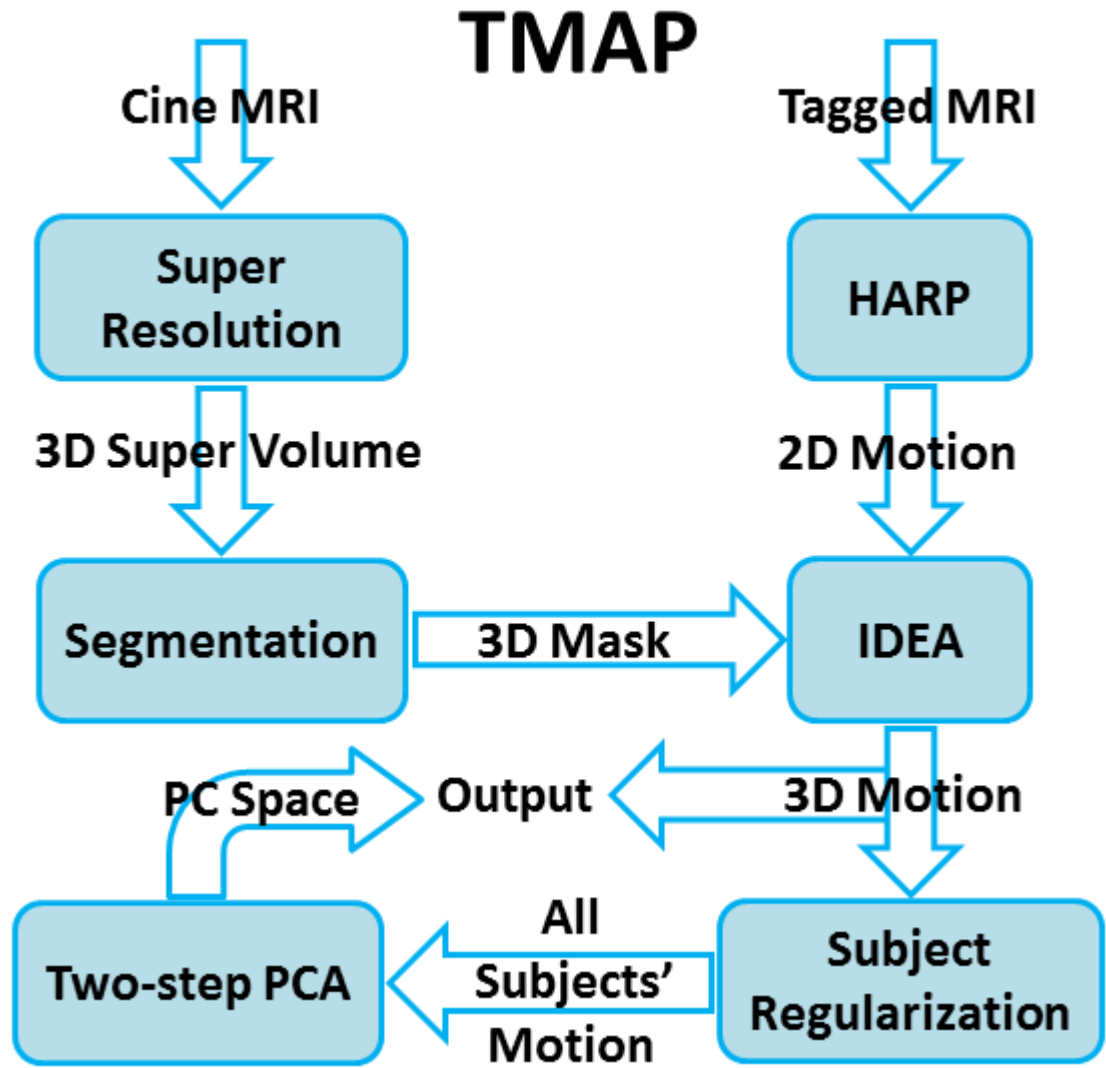 TMAP
Cine MRI
Tagged MRI
Super
Resolution
HARP
3D Super Volume
2D Motion
Segmentation
3D Mask
IDEA
PC Space
Output
3D Motion
Two-step PCA
All
Subjects’
Motion
Subject
Regularization